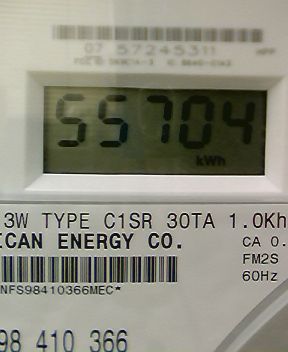 07 57245311
55704
kWh
3W TYPE C1SR 30TA 1.0Kh
ICAN ENERGY CO.
CA 0.
FM2S
60Hz
NFS98410366MEC*
98 410 366